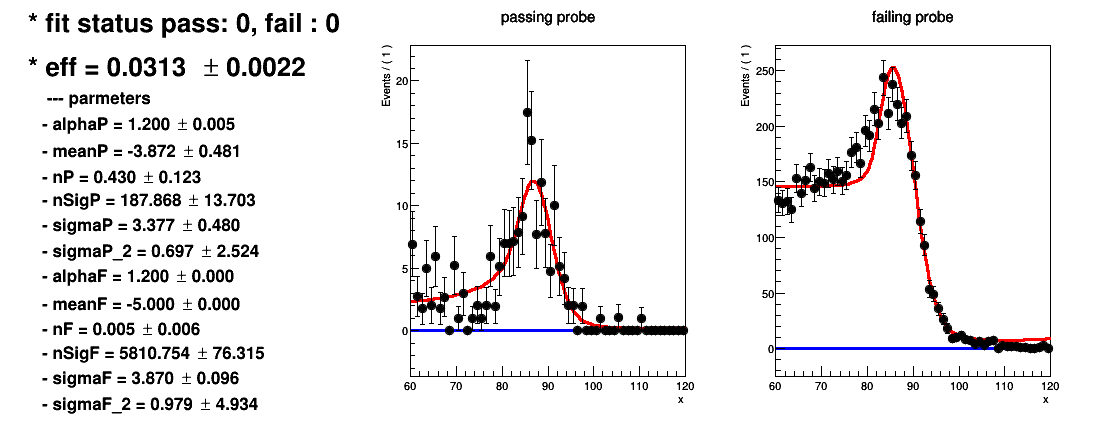 * fit status pass: 0, fail : 0
* eff = 0.0313 ± 0.0022
--- parmeters
- alphaP = 1.200 ± 0.005
- meanP = -3.872 ± 0.481
- nP = 0.430 ± 0.123
- nSigP = 187.868 ± 13.703
- sigmaP = 3.377 ± 0.480
- sigmaP_2 = 0.697 ± 2.524
- alphaF = 1.200 ± 0.000
- meanF = -5.000 ± 0.000
- nF = 0.005 ± 0.006
- nSigF = 5810.754 ± 76.315
- sigmaF = 3.870 ± 0.096
- sigmaF_2 = 0.979 ± 4.934
passing probe
Events / ( 1 )
20
15
10
5
0
60 70 80 90 100 110 120
x
failing probe
Events / ( 1 )
250
200
150
100
50
0
60 70 80 90 100 110 120
x